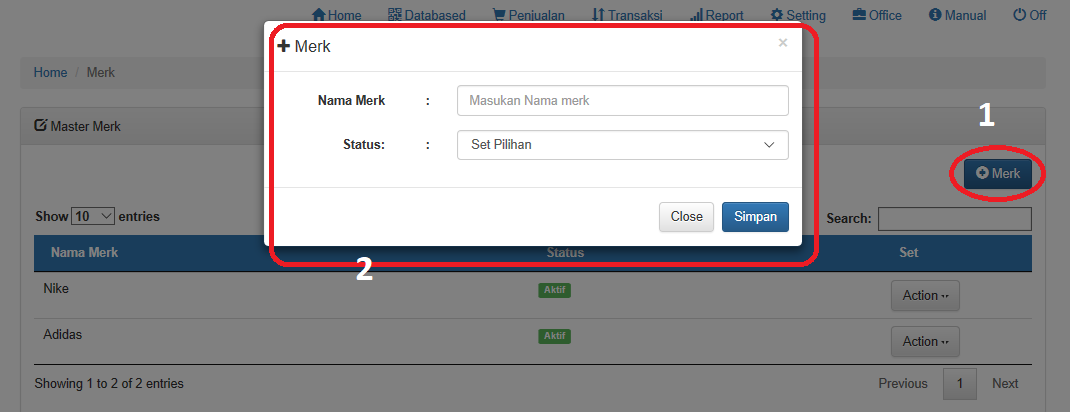 Home Databased Penjualan Transaksi Report Setting Office Manual Off
Merk ×
Home / Merk
Nama Merk : Masukan Nama merk
Master Merk
1
Status: : Set Pilihan
Merk
Close Simpan
Show 10 entries Search:
Nama Merk Status Set
2
Nike Aktif Action
Adidas Aktif Action
Showing 1 to 2 of 2 entries Previous 1 Next